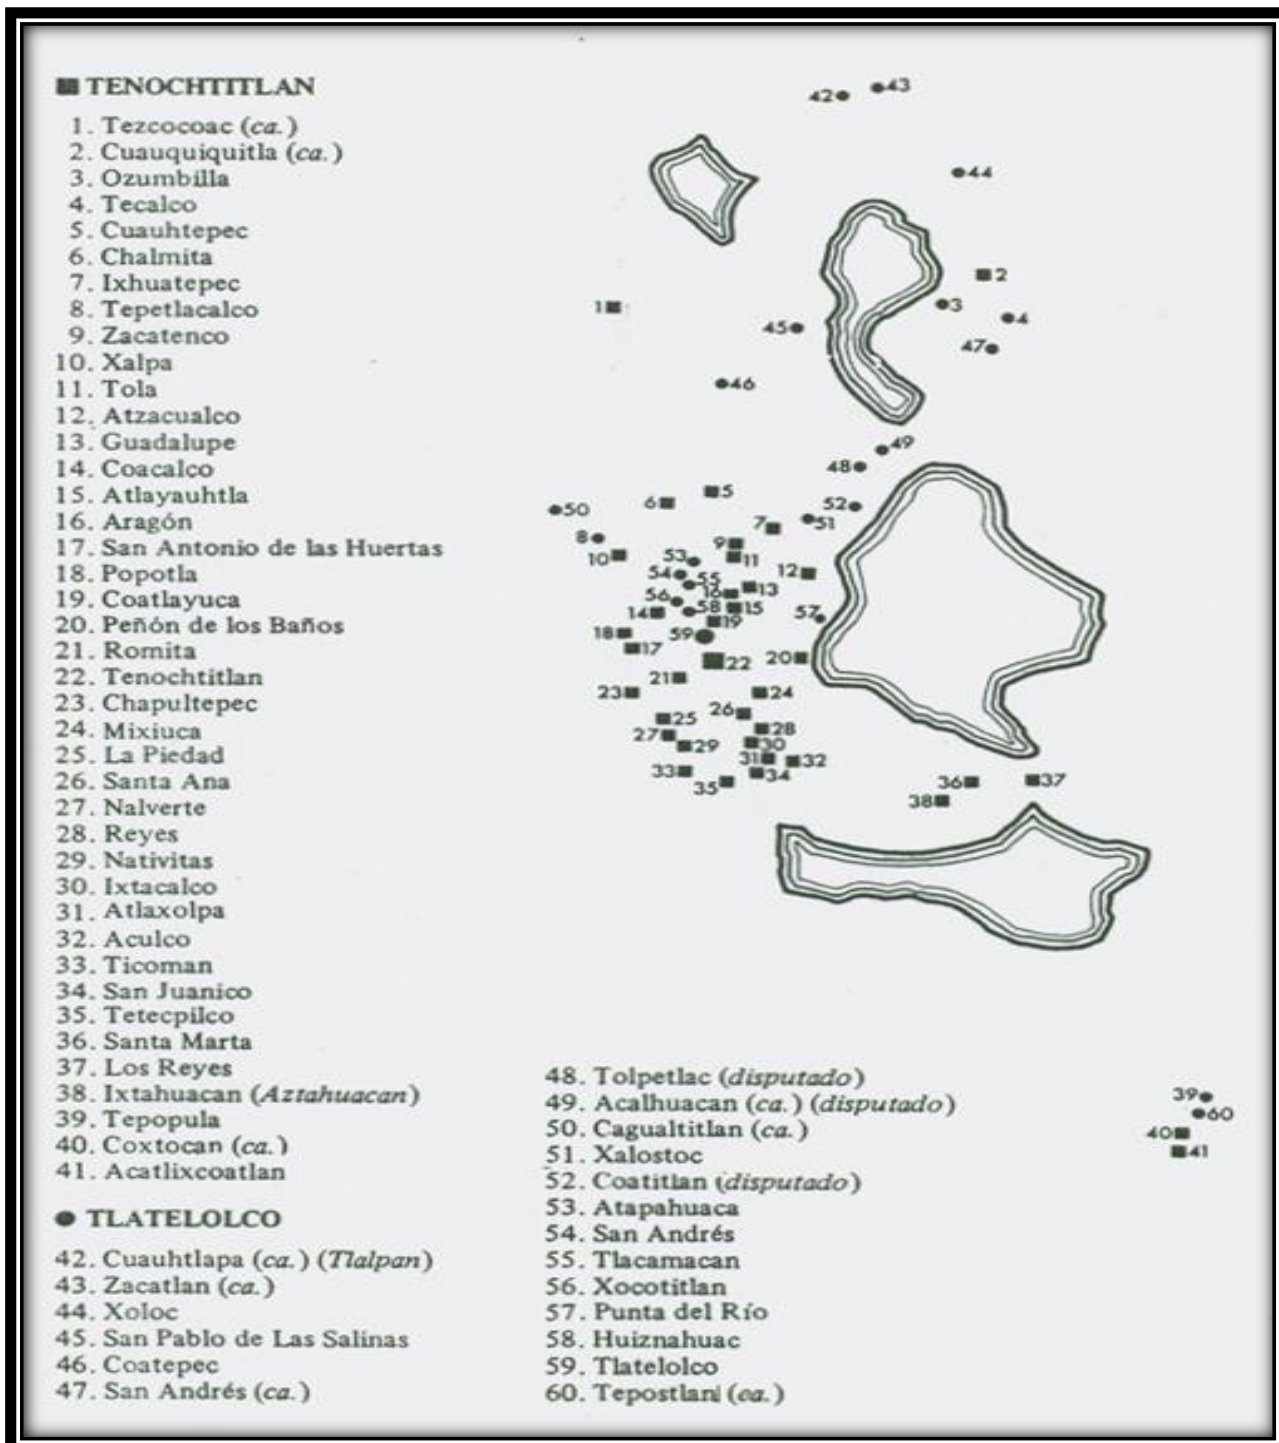 TENOCHTITLAN
1. Tezcocoac (ca.)
2. Cuauquiquitla (ca.)
3. Ozumbilla
4. Tecalco
5. Cuauhtepec
6. Chalmita
7. Ixhuatepec
8. Tepetlacalco
9. Zacatenco
10. Xalpa
11. Tola
12. Atzacualco
13. Guadalupe
14. Coacalco
15. Atlayauhtla
16. Aragón
17. San Antonio de las Huertas
18. Popotla
19. Coatlayuca
20. Peñón de los Baños
21. Romita
22. Tenochtitlan
23. Chapultepec
24. Mixiuca
25. La Piedad
26. Santa Ana
27. Nalverte
28. Reyes
29. Nativitas
30. Ixtacalco
31. Atlaxolpa
32. Aculco
33. Ticoman
34. San Juanico
35. Tetecpilco
36. Santa Marta
37. Los Reyes
38. Ixtahuacan (Aztahuacan)
39. Tepopula
40. Coxtocan (ca.)
41. Acatlixcoatlan
TLATELOLCO
42. Cuauhtlapa (ca.) (Tlalpan)
43. Zacatlan (ca.)
44. Xoloc
45. San Pablo de Las Salinas
46. Coatepec
47. San Andrés (ca.)
48. Tolpetlac (disputado)
49. Acalhuacan (ca.) (disputado)
50. Cagualtitlan (ca.)
51. Xalostoc
52. Coatitlan (disputado)
53. Atapahuaca
54. San Andrés
55. Tlacamacan
56. Xocotitlan
57. Punta del Río
58. Huiznahuac
59. Tlatelolco
60. Tepostlan (ca.)
42 43
44
2
1
3
4
45
47
46
49
48
5
6
50
52
51
7
8
9
10
53
11
54
12
55
16
13
56
14
58
15
57
19
18
59
17
22
20
21
23
24
26
25
28
27
29
30
31
32
33
34
35
36
37
38
39
60
40
41